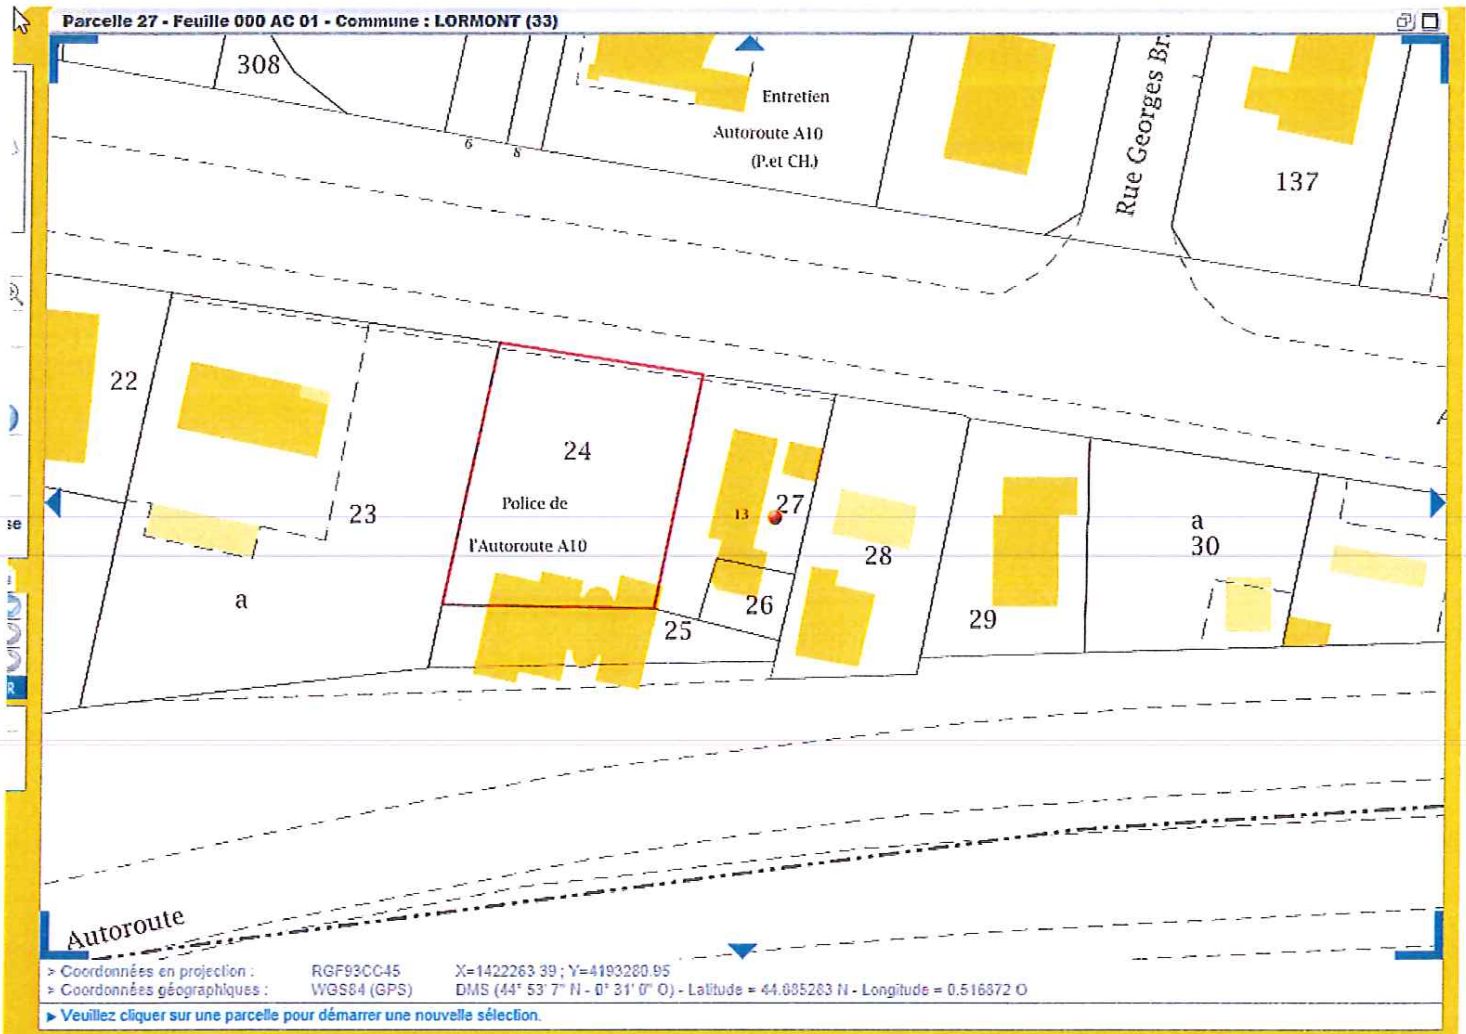 Parcelle 27 - Feuille 000 AC 01 - Commune : LORMONT (33)
308
6
8
Entretien
Autoroute A10
(P.et CH.)
Rue Georges Br
137
22
23
a
24
Police de
l'Autoroute A10
25
13
27
26
28
29
a
30
se
R
Autoroute
> Coordonnées en projection : RGF93CC45 X=1422263 39 ; Y=4193280.95
> Coordonnées géographiques : WGS84 (GPS) DMS (44° 53' 7" N - 0° 31' 0" O) - Latitude = 44.885283 N - Longitude = 0.516872 O
Veuillez cliquer sur une parcelle pour démarrer une nouvelle sélection.